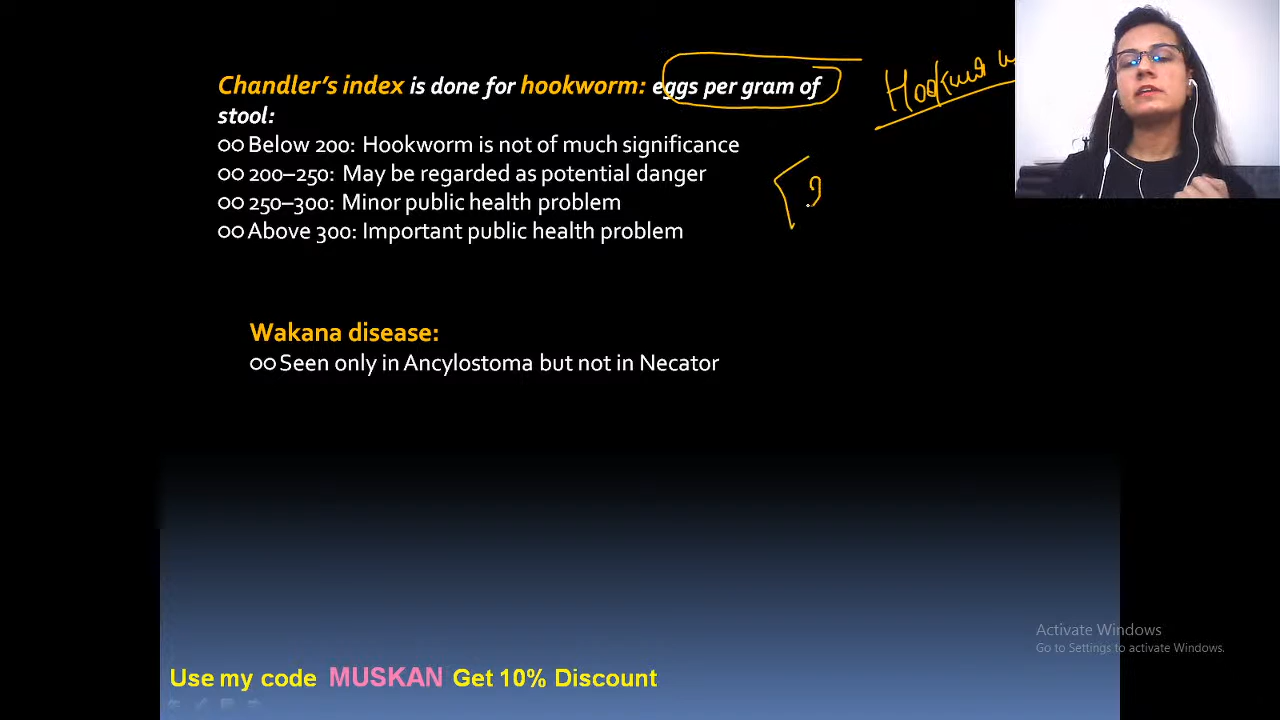 Chandler's index is done for hookworm: eggs per gram of
stool:
Below 200: Hookworm is not of much significance
200–250: May be regarded as potential danger
250–300: Minor public health problem
Above 300: Important public health problem
Wakana disease:
Seen only in Ancylostoma but not in Necator
Activate Windows
Go to Settings to activate Windows.
Use my code MUSKAN Get 10% Discount